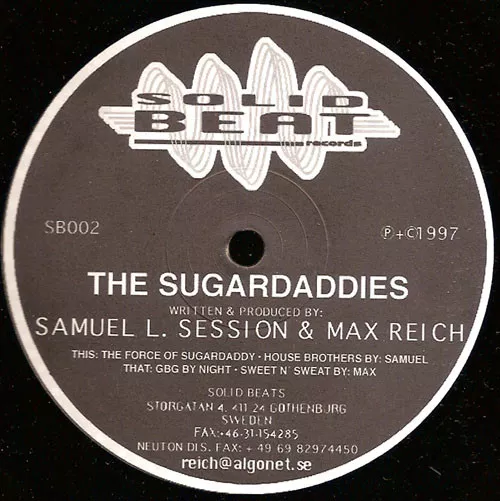 SOLID
BEAT
records
SB002 ℗+©1997
THE SUGARDADDIES
WRITTEN & PRODUCED BY:
SAMUEL L. SESSION & MAX REICH
THIS: THE FORCE OF SUGARDADDY • HOUSE BROTHERS BY: SAMUEL
THAT: GBG BY NIGHT • SWEET N' SWEAT BY: MAX
SOLID BEATS
STORGATAN 4, 411 24 GOTHENBURG
SWEDEN
FAX:+46-31-154285
NEUTON DIS. FAX: + 49 69 82974450
reich@algonet.se